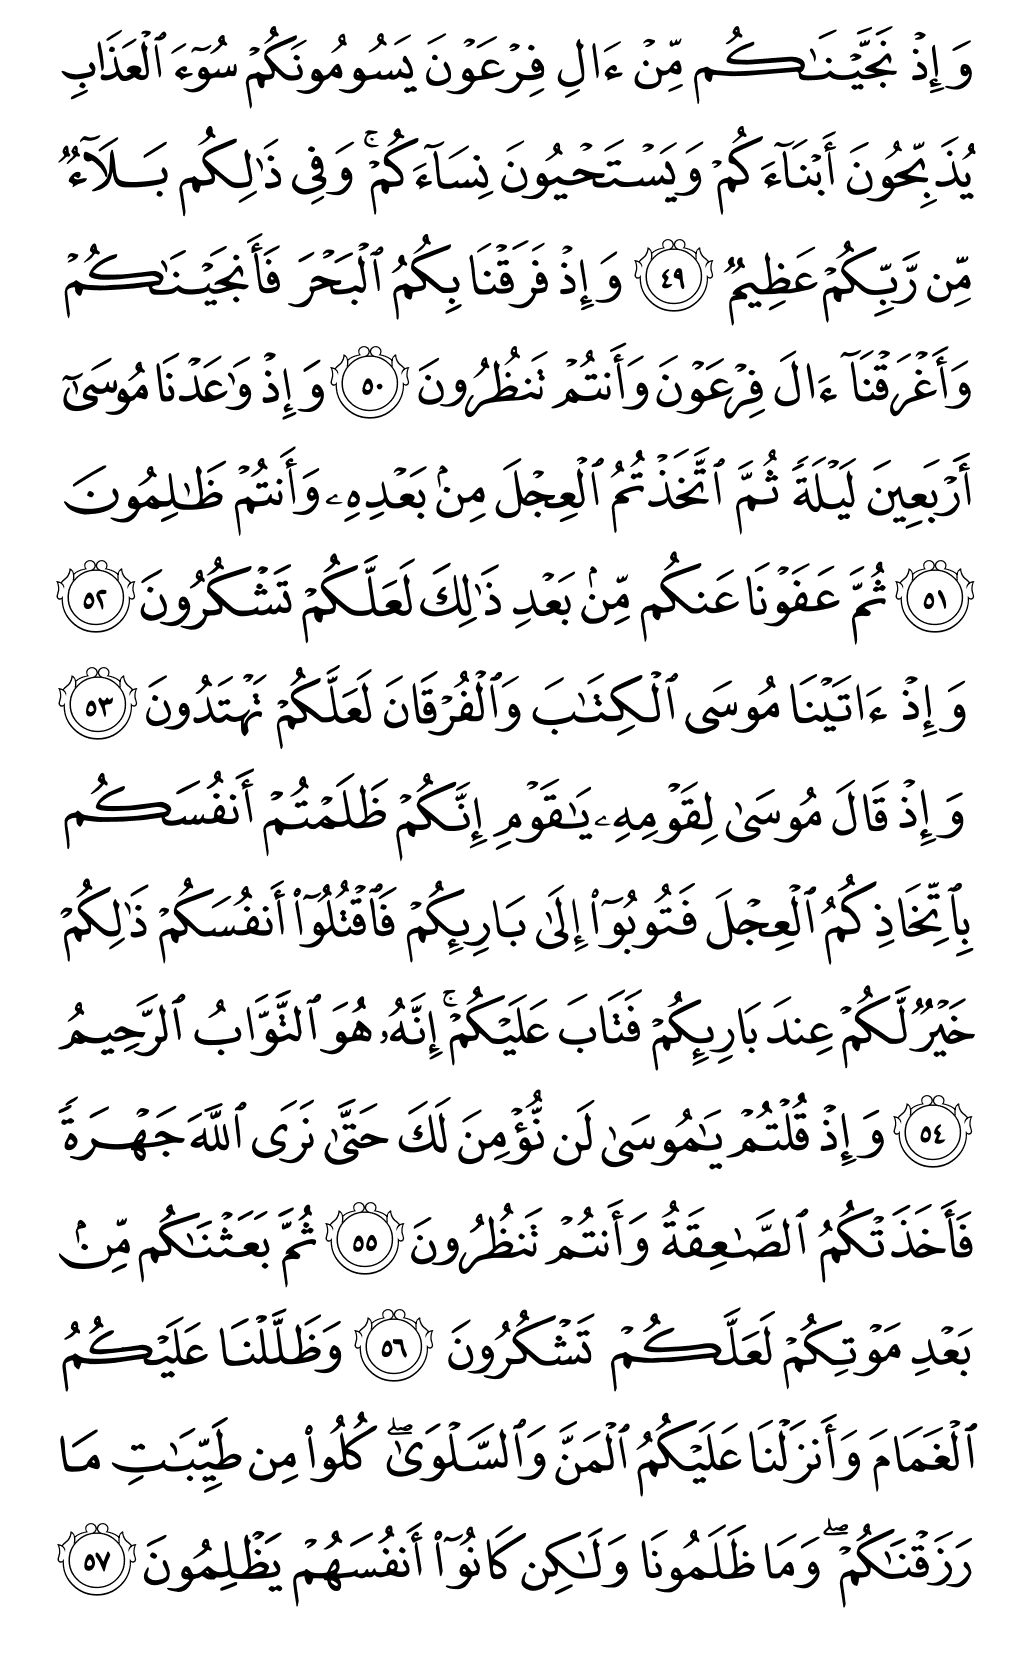 وَإِذۡ نَجَّيۡنَٰكُم مِّنۡ ءَالِ فِرۡعَوۡنَ يَسُومُونَكُمۡ سُوٓءَ ٱلۡعَذَابِ
يُذَبِّحُونَ أَبۡنَآءَكُمۡ وَيَسۡتَحۡيُونَ نِسَآءَكُمۡۚ وَفِي ذَٰلِكُم بَلَآءٞ
مِّن رَّبِّكُمۡ عَظِيمٞ ٤٩ وَإِذۡ فَرَقۡنَا بِكُمُ ٱلۡبَحۡرَ فَأَنجَيۡنَٰكُمۡ
وَأَغۡرَقۡنَآ ءَالَ فِرۡعَوۡنَ وَأَنتُمۡ تَنظُرُونَ ٥٠ وَإِذۡ وَٰعَدۡنَا مُوسَىٰٓ
أَرۡبَعِينَ لَيۡلَةٗ ثُمَّ ٱتَّخَذۡتُمُ ٱلۡعِجۡلَ مِنۢ بَعۡدِهِۦ وَأَنتُمۡ ظَٰلِمُونَ
٥١ ثُمَّ عَفَوۡنَا عَنكُم مِّنۢ بَعۡدِ ذَٰلِكَ لَعَلَّكُمۡ تَشۡكُرُونَ ٥٢
وَإِذۡ ءَاتَيۡنَا مُوسَى ٱلۡكِتَٰبَ وَٱلۡفُرۡقَانَ لَعَلَّكُمۡ تَهۡتَدُونَ ٥٣
وَإِذۡ قَالَ مُوسَىٰ لِقَوۡمِهِۦ يَٰقَوۡمِ إِنَّكُمۡ ظَلَمۡتُمۡ أَنفُسَكُم
بِٱتِّخَاذِكُمُ ٱلۡعِجۡلَ فَتُوبُوٓاْ إِلَىٰ بَارِئِكُمۡ فَٱقۡتُلُوٓاْ أَنفُسَكُمۡ ذَٰلِكُمۡ
خَيۡرٞ لَّكُمۡ عِندَ بَارِئِكُمۡ فَتَابَ عَلَيۡكُمۡۚ إِنَّهُۥ هُوَ ٱلتَّوَّابُ ٱلرَّحِيمُ
٥٤ وَإِذۡ قُلۡتُمۡ يَٰمُوسَىٰ لَن نُّؤۡمِنَ لَكَ حَتَّىٰ نَرَى ٱللَّهَ جَهۡرَةٗ
فَأَخَذَتۡكُمُ ٱلصَّٰعِقَةُ وَأَنتُمۡ تَنظُرُونَ ٥٥ ثُمَّ بَعَثۡنَٰكُم مِّنۢ
بَعۡدِ مَوۡتِكُمۡ لَعَلَّكُمۡ تَشۡكُرُونَ ٥٦ وَظَلَّلۡنَا عَلَيۡكُمُ
ٱلۡغَمَامَ وَأَنزَلۡنَا عَلَيۡكُمُ ٱلۡمَنَّ وَٱلسَّلۡوَىٰۖ كُلُواْ مِن طَيِّبَٰتِ مَا
رَزَقۡنَٰكُمۡۖ وَمَا ظَلَمُونَا وَلَٰكِن كَانُوٓاْ أَنفُسَهُمۡ يَظۡلِمُونَ ٥٧